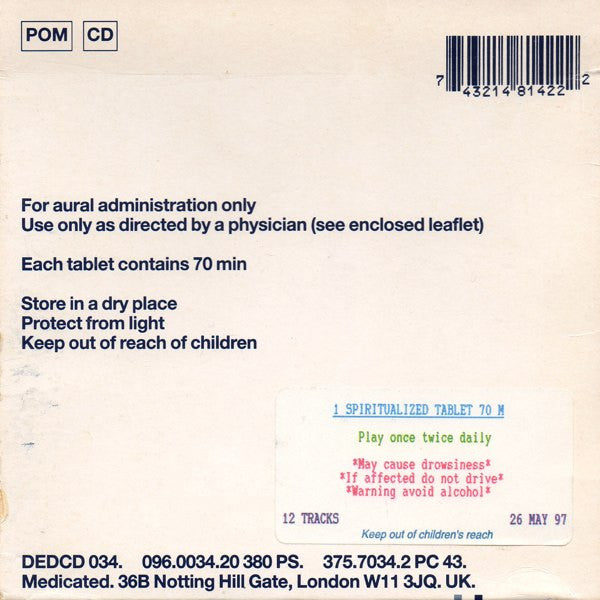 POM CD
7 43214 81422 2
For aural administration only
Use only as directed by a physician (see enclosed leaflet)
Each tablet contains 70 min
Store in a dry place
Protect from light
Keep out of reach of children
1 SPIRITUALIZED TABLET 70 M
Play once twice daily
*May cause drowsiness*
*If affected do not drive*
*Warning avoid alcohol*
12 TRACKS 26 MAY 97
Keep out of children's reach
DEDCD 034. 096.0034.20 380 PS. 375.7034.2 PC 43.
Medicated. 36B Notting Hill Gate, London W11 3JQ. UK.